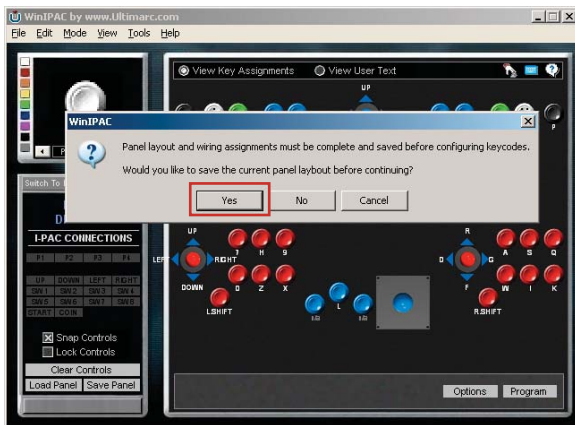 WinIPAC by www.Ultimarc.com
File Edit Mode View Tools Help
View Key Assignments View User Text
UP
P
WinIPAC
Panel layout and wiring assignments must be complete and saved before configuring keycodes.
Would you like to save the current panel laybout before continuing?
Yes No Cancel
Switch To
I-PAC CONNECTIONS
P1 P2 P3 P4
UP DOWN LEFT RIGHT
SW1 SW2 SW3 SW4
SW5 SW6 SW7 SW8
START COIN
Snap Controls
Lock Controls
Clear Controls
Load Panel Save Panel
UP
RIGHT
DOWN
H 9
D Z X
LSHIFT
L
R
D G
F
A S Q
W I K
RSHIFT
Options Program